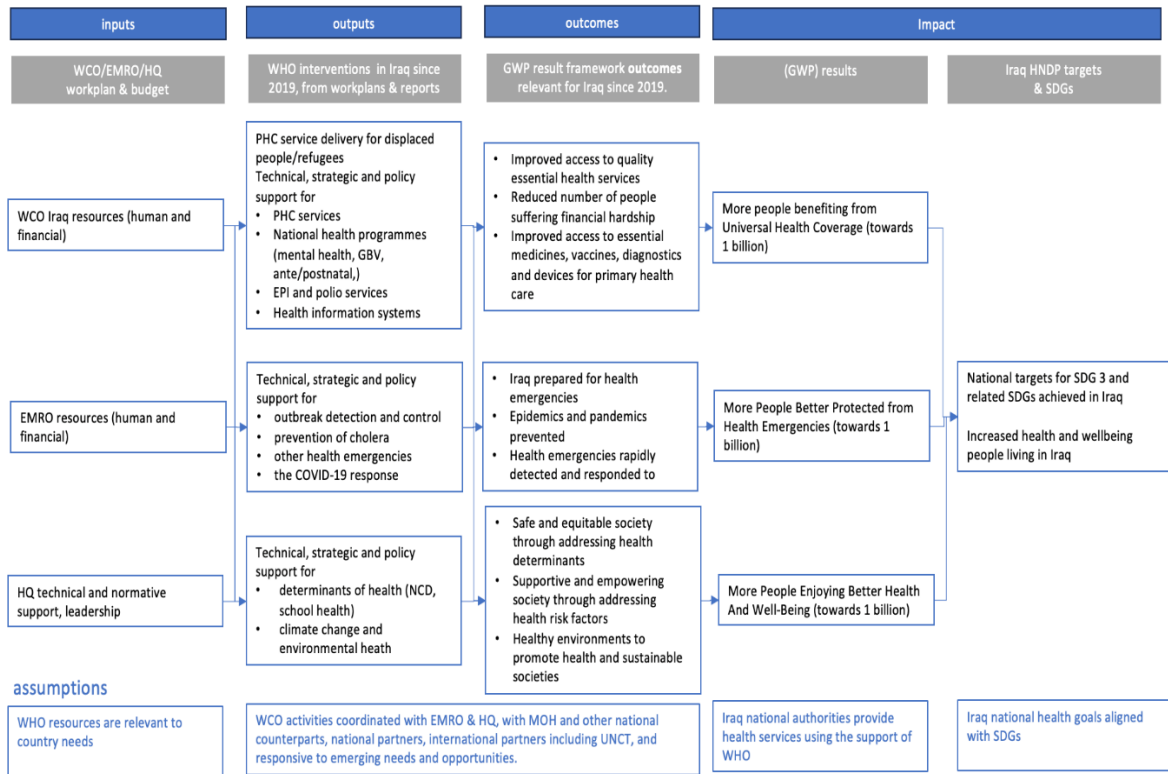 inputs
outputs
outcomes
Impact
WCO/EMRO/HQ
workplan & budget
WHO interventions in Iraq since
2019, from workplans & reports
GWP result framework outcomes
relevant for Iraq since 2019.
(GWP) results
Iraq HNDP targets
& SDGs
WCO Iraq resources (human and
financial)
PHC service delivery for displaced
people/refugees
Technical, strategic and policy
support for
• PHC services
• National health programmes
(mental health, GBV,
ante/postnatal,)
• EPI and polio services
• Health information systems
• Improved access to quality
essential health services
• Reduced number of people
suffering financial hardship
• Improved access to essential
medicines, vaccines, diagnostics
and devices for primary health
care
More people benefiting from
Universal Health Coverage (towards
1 billion)
EMRO resources (human and
financial)
Technical, strategic and policy
support for
• outbreak detection and control
• prevention of cholera
• other health emergencies
• the COVID-19 response
• Iraq prepared for health
emergencies
• Epidemics and pandemics
prevented
• Health emergencies rapidly
detected and responded to
More People Better Protected from
Health Emergencies (towards 1
billion)
National targets for SDG 3 and
related SDGs achieved in Iraq
Increased health and wellbeing
people living in Iraq
HQ technical and normative
support, leadership
Technical, strategic and policy
support for
• determinants of health (NCD,
school health)
• climate change and
environmental heath
• Safe and equitable society
through addressing health
determinants
• Supportive and empowering
society through addressing
health risk factors
• Healthy environments to
promote health and sustainable
societies
More People Enjoying Better Health
And Well-Being (towards 1 billion)
assumptions
WHO resources are relevant to
country needs
WCO activities coordinated with EMRO & HQ, with MOH and other national
counterparts, national partners, international partners including UNCT, and
responsive to emerging needs and opportunities.
Iraq national authorities provide
health services using the support of
WHO
Iraq national health goals aligned
with SDGs